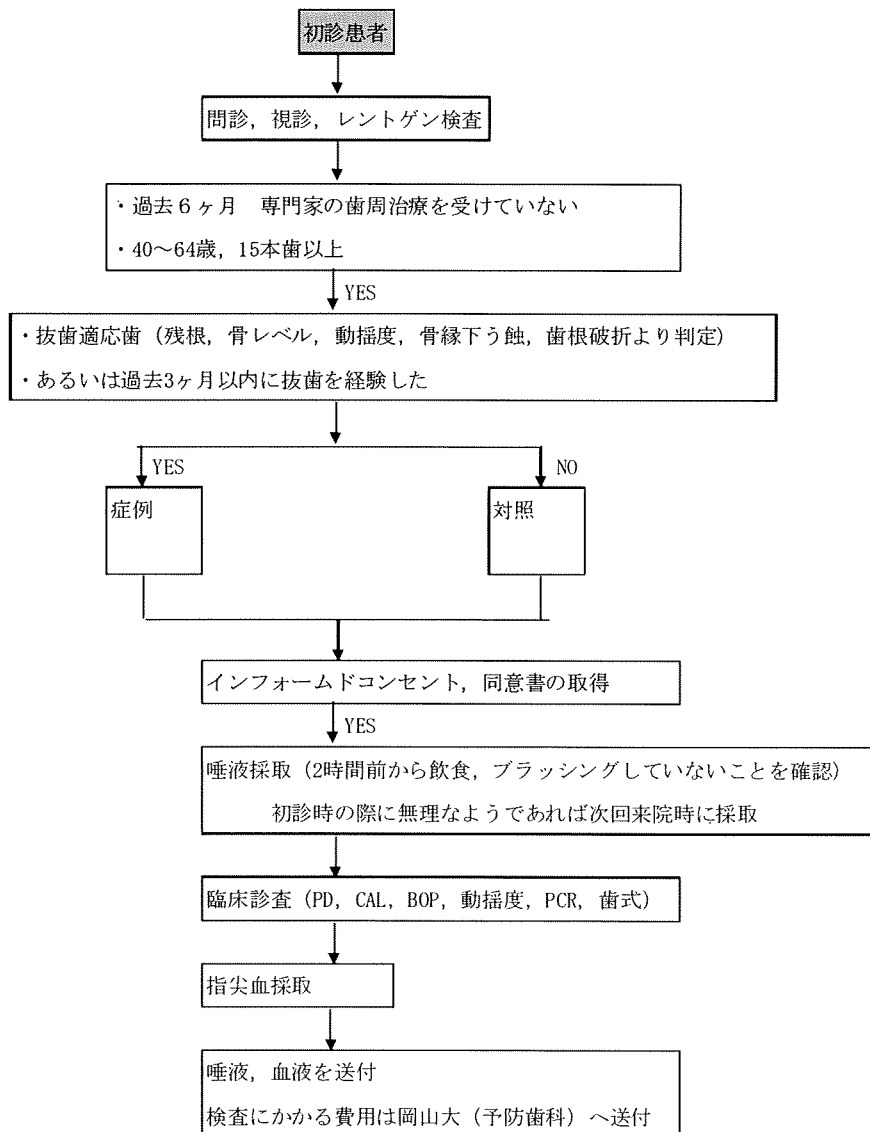 初診患者
問診，視診，レントゲン検査
・過去６ヶ月　専門家の歯周治療を受けていない
・40～64歳，15本歯以上
YES
・抜歯適応歯（残根，骨レベル，動揺度，骨縁下う蝕，歯根破折より判定）
・あるいは過去3ヶ月以内に抜歯を経験した
YES
NO
症例
対照
インフォームドコンセント，同意書の取得
YES
唾液採取（2時間前から飲食，ブラッシングしていないことを確認）
初診時の際に無理なようであれば次回来院時に採取
臨床診査（PD，CAL，BOP，動揺度，PCR，歯式）
指尖血採取
唾液，血液を送付
検査にかかる費用は岡山大（予防歯科）へ送付